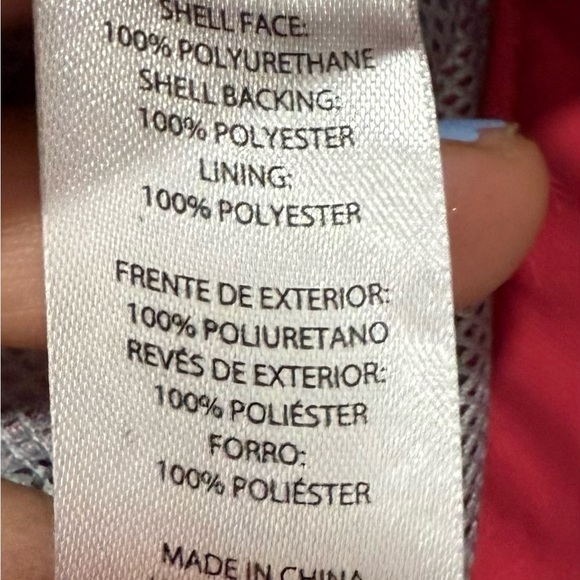 SHELL FACE:
100% POLYURETHANE
SHELL BACKING:
100% POLYESTER
LINING:
100% POLYESTER
FRENTE DE EXTERIOR:
100% POLIURETANO
REVÉS DE EXTERIOR:
100% POLIÉSTER
FORRO:
100% POLIÉSTER
MADE IN CHINA